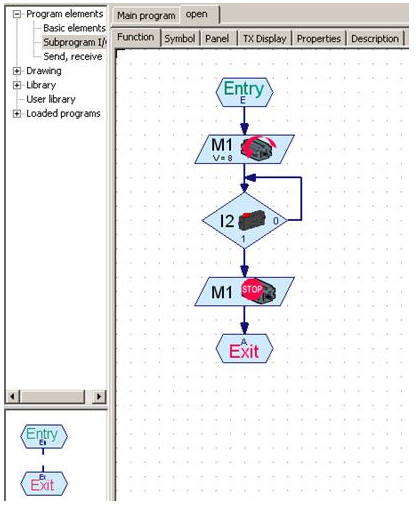 Program elements
Basic elements
Subprogram I/
Send, receive
Drawing
Library
User library
Loaded programs
Main program
open
Function
Symbol
Panel
TX Display
Properties
Description
Entry
E
M1
V= 8
I2
0
1
M1
STOP
A
Exit
Entry
Exit